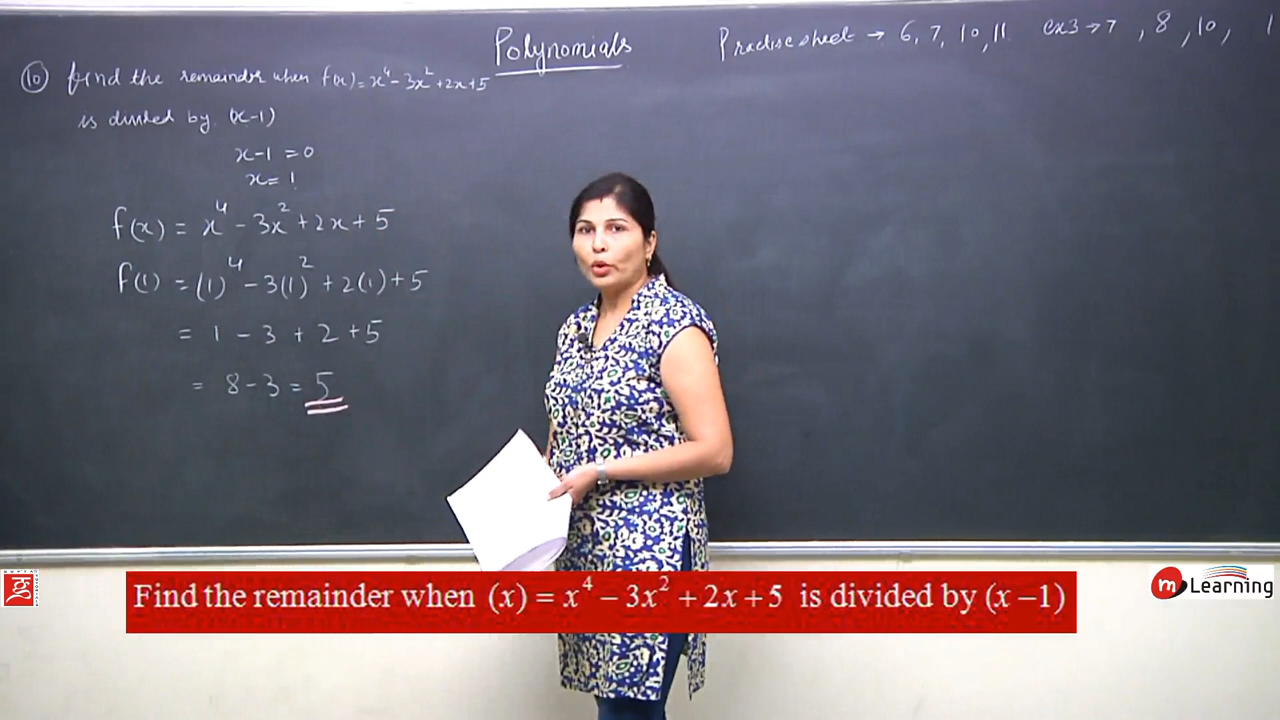 Polynomials
Practise sheet → 6, 7, 10, 11 ex3 → 7 , 8 , 10, 1
(10) find the remainder when f(x) = x⁴ - 3x² + 2x + 5
is divided by (x-1)
x-1 = 0
x = 1
f(x) = x⁴ - 3x² + 2x + 5
f(1) = (1)⁴ - 3(1)² + 2(1) + 5
= 1 - 3 + 2 + 5
= 8 - 3 = 5
Find the remainder when (x) = x⁴ − 3x² + 2x + 5 is divided by (x −1)
m Learning